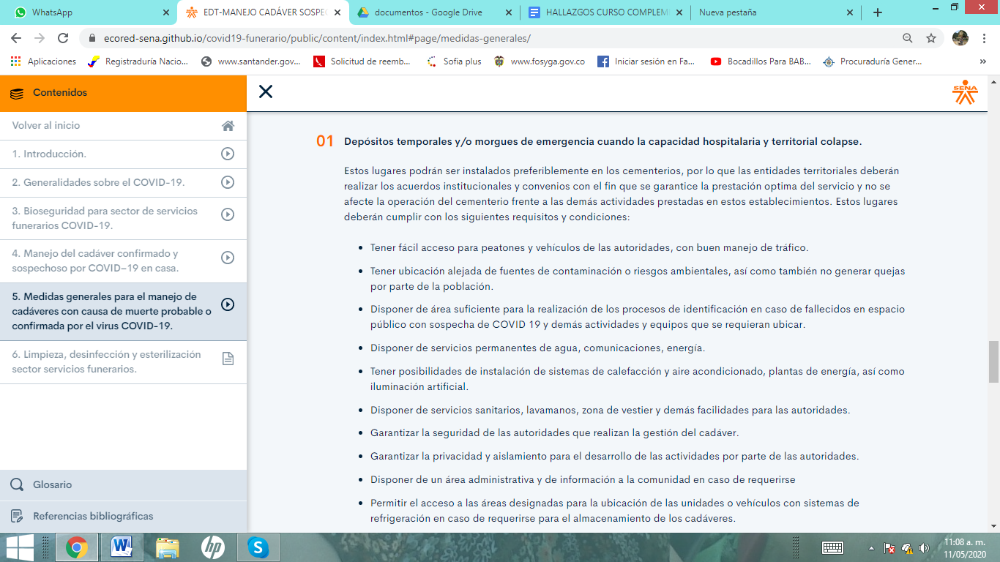 WhatsApp
EDT-MANEJO CADÁVER SOSPE
documentos - Google Drive
HALLAZGOS CURSO COMPLEM
Nueva pestaña
ecored-sena.github.io/covid19-funerario/public/content/index.html#page/medidas-generales/
Aplicaciones
Registraduría Nacio...
www.santander.gov...
Solicitud de reemb...
Sofia plus
www.fosyga.gov.co
Iniciar sesión en Fa...
Bocadillos Para BAB...
Procuraduría Gener...
»
Contenidos
Volver al inicio
1. Introducción.
2. Generalidades sobre el COVID-19.
3. Bioseguridad para sector de servicios
funerarios COVID-19.
4. Manejo del cadáver confirmado y
sospechoso por COVID–19 en casa.
5. Medidas generales para el manejo de
cadáveres con causa de muerte probable o
confirmada por el virus COVID-19.
6. Limpieza, desinfección y esterilización
sector servicios funerarios.
Glosario
Referencias bibliográficas
SENA
01 Depósitos temporales y/o morgues de emergencia cuando la capacidad hospitalaria y territorial colapse.
Estos lugares podrán ser instalados preferiblemente en los cementerios, por lo que las entidades territoriales deberán
realizar los acuerdos institucionales y convenios con el fin que se garantice la prestación optima del servicio y no se
afecte la operación del cementerio frente a las demás actividades prestadas en estos establecimientos. Estos lugares
deberán cumplir con los siguientes requisitos y condiciones:
• Tener fácil acceso para peatones y vehículos de las autoridades, con buen manejo de tráfico.
• Tener ubicación alejada de fuentes de contaminación o riesgos ambientales, así como también no generar quejas
por parte de la población.
• Disponer de área suficiente para la realización de los procesos de identificación en caso de fallecidos en espacio
público con sospecha de COVID 19 y demás actividades y equipos que se requieran ubicar.
• Disponer de servicios permanentes de agua, comunicaciones, energía.
• Tener posibilidades de instalación de sistemas de calefacción y aire acondicionado, plantas de energía, así como
iluminación artificial.
• Disponer de servicios sanitarios, lavamanos, zona de vestier y demás facilidades para las autoridades.
• Garantizar la seguridad de las autoridades que realizan la gestión del cadáver.
• Garantizar la privacidad y aislamiento para el desarrollo de las actividades por parte de las autoridades.
• Disponer de un área administrativa y de información a la comunidad en caso de requerirse
• Permitir el acceso a las áreas designadas para la ubicación de las unidades o vehículos con sistemas de
refrigeración en caso de requerirse para el almacenamiento de los cadáveres.
11:08 a. m.
11/05/2020